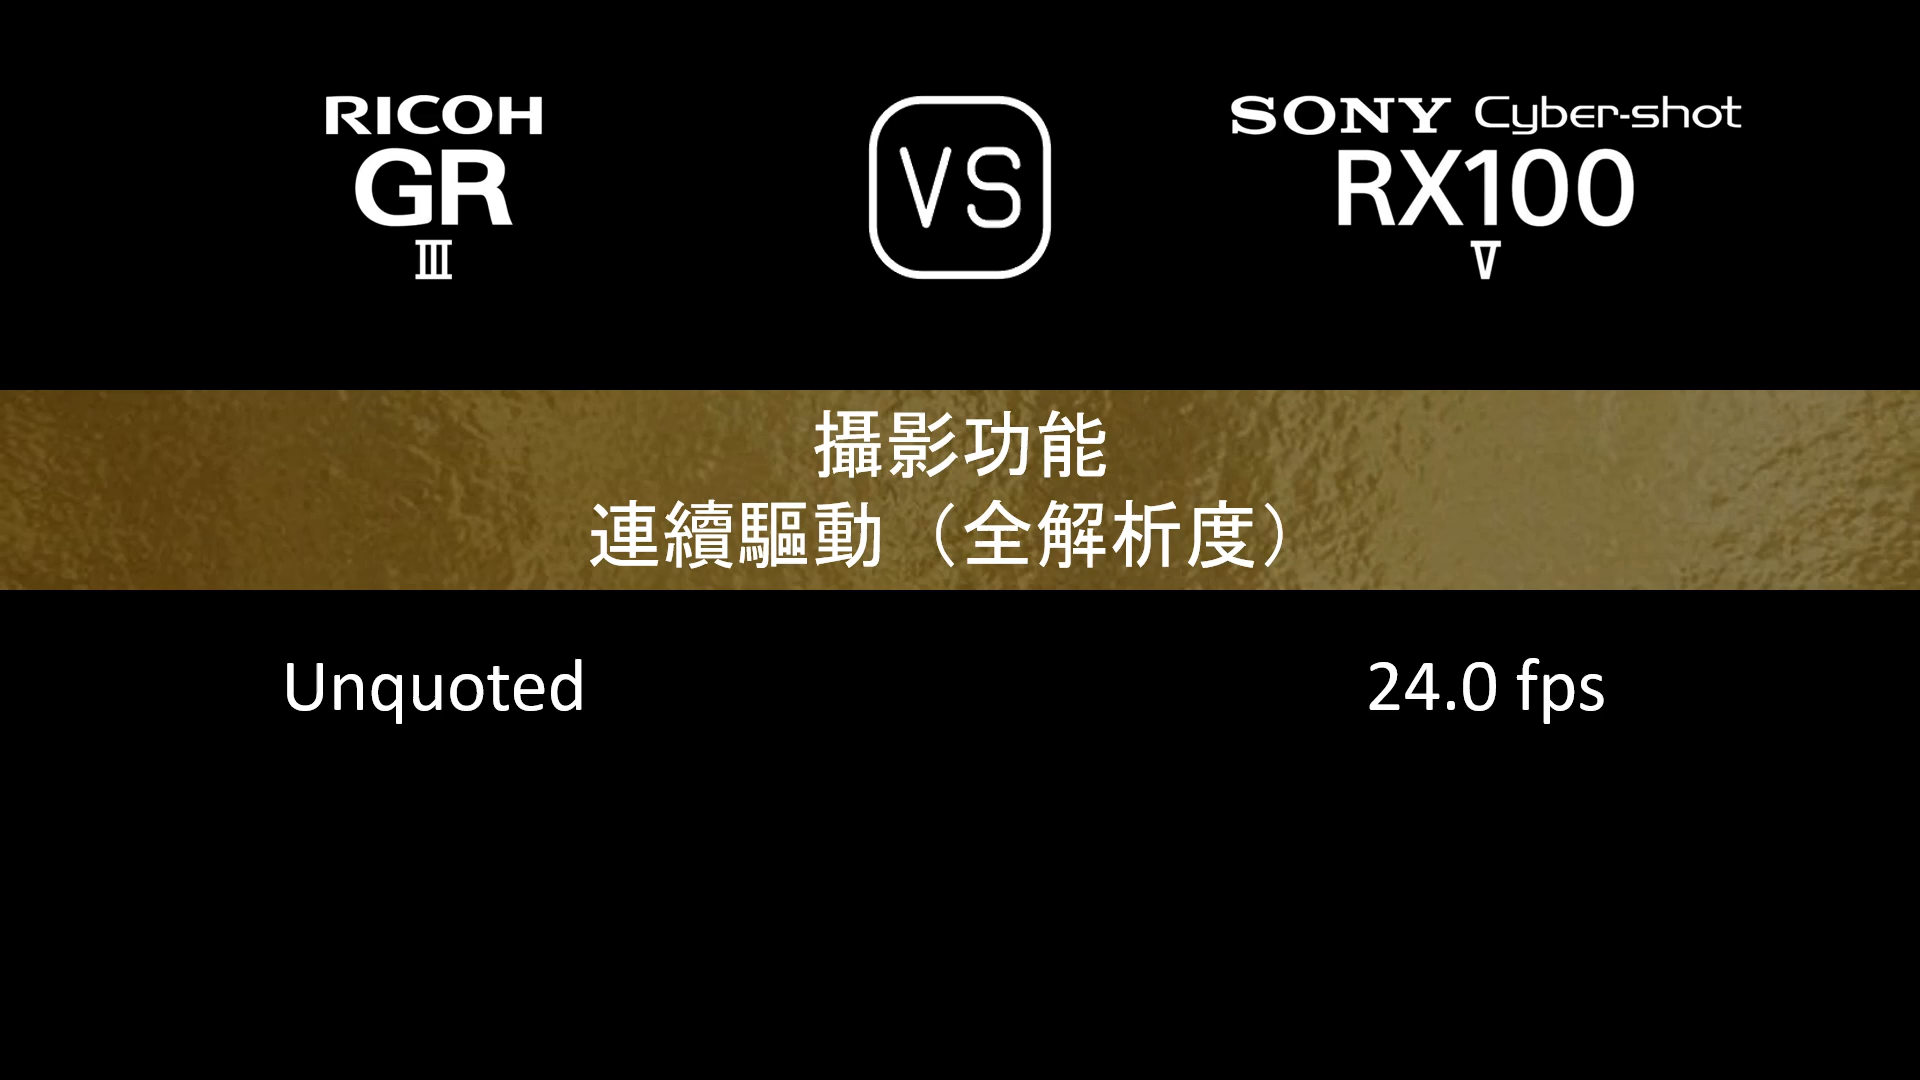 RICOH
GR
III
VS
SONY Cyber-shot
RX100
V
攝影功能
連續驅動（全解析度）
Unquoted
24.0 fps